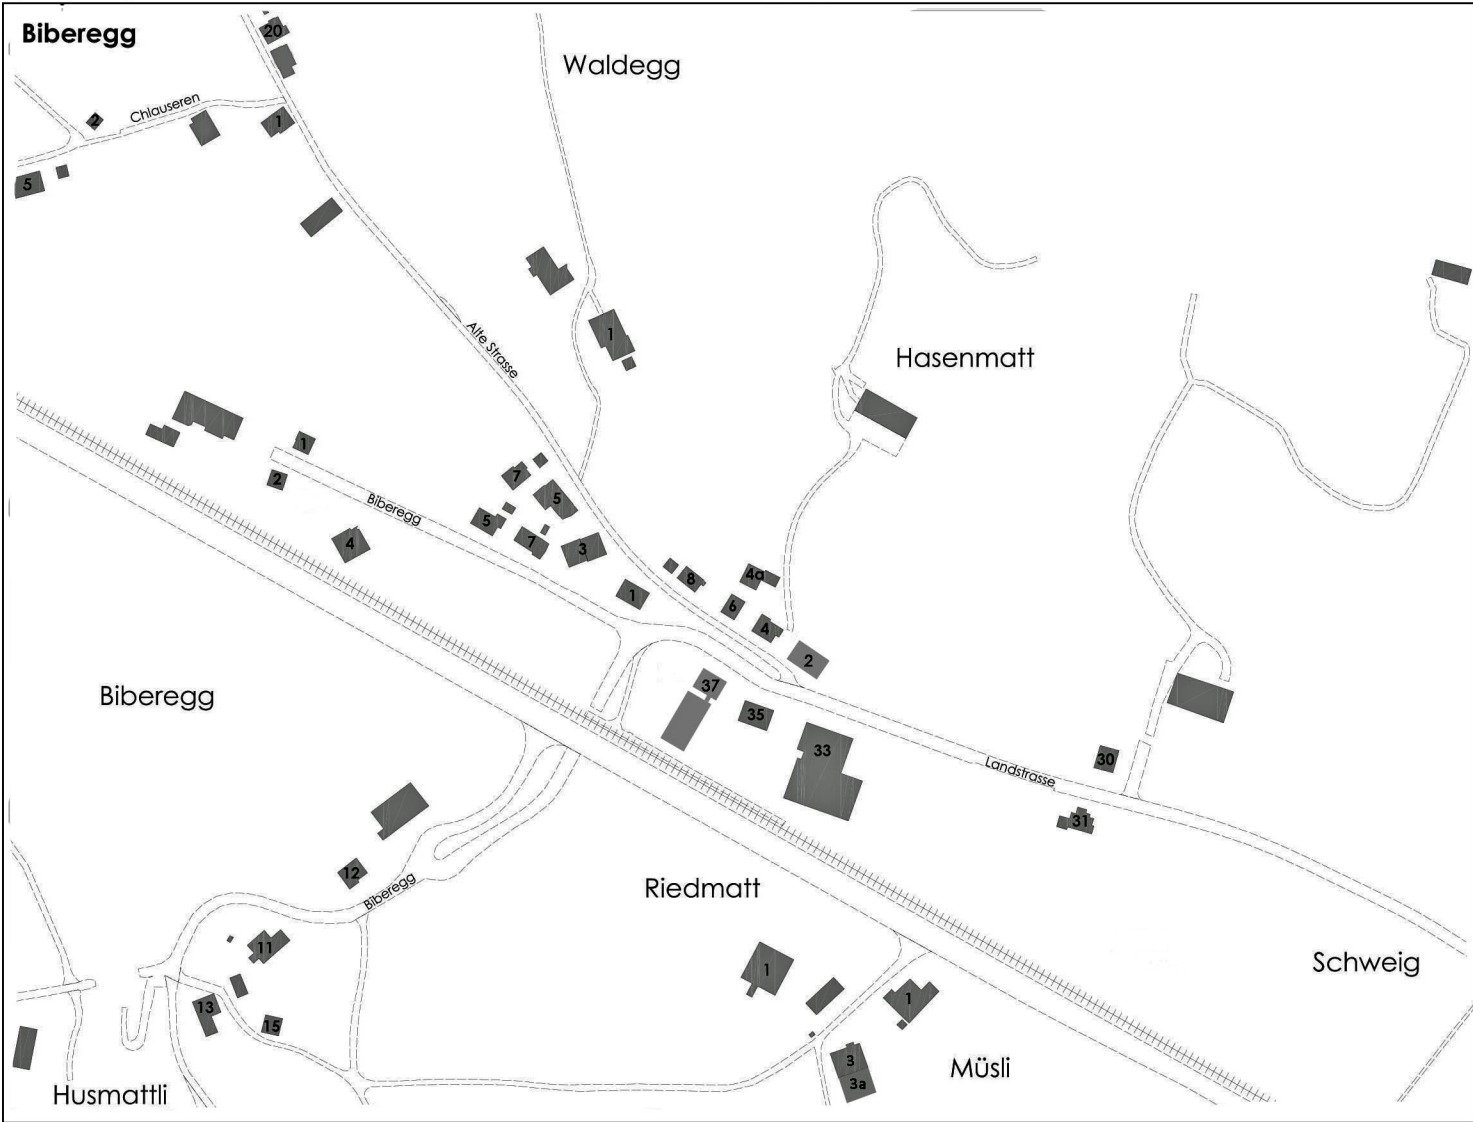 Biberegg
20
Waldegg
Chlauseren
2
1
5
1
Alte Strasse
Hasenmatt
1
2
Biberegg
7
5
5
7
3
4
1
8
4a
6
4
2
37
35
33
Biberegg
30
Landstrasse
31
12
Biberegg
Riedmatt
11
1
Schweig
13
15
1
3
3a
Müsli
Husmattli